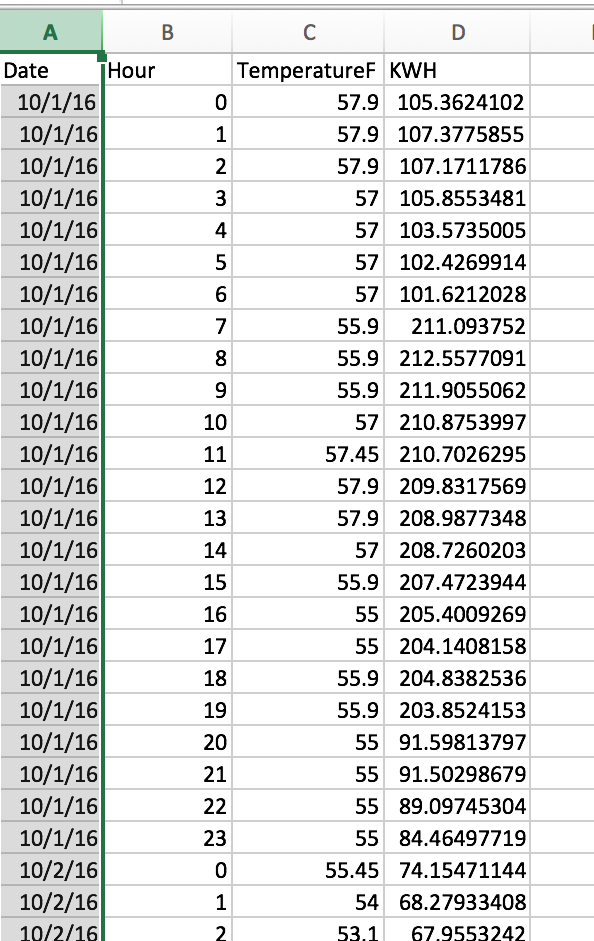 A B C D
Date Hour TemperatureF KWH
10/1/16 0 57.9 105.3624102
10/1/16 1 57.9 107.3775855
10/1/16 2 57.9 107.1711786
10/1/16 3 57 105.8553481
10/1/16 4 57 103.5735005
10/1/16 5 57 102.4269914
10/1/16 6 57 101.6212028
10/1/16 7 55.9 211.093752
10/1/16 8 55.9 212.5577091
10/1/16 9 55.9 211.9055062
10/1/16 10 57 210.8753997
10/1/16 11 57.45 210.7026295
10/1/16 12 57.9 209.8317569
10/1/16 13 57.9 208.9877348
10/1/16 14 57 208.7260203
10/1/16 15 55.9 207.4723944
10/1/16 16 55 205.4009269
10/1/16 17 55 204.1408158
10/1/16 18 55.9 204.8382536
10/1/16 19 55.9 203.8524153
10/1/16 20 55 91.59813797
10/1/16 21 55 91.50298679
10/1/16 22 55 89.09745304
10/1/16 23 55 84.46497719
10/2/16 0 55.45 74.15471144
10/2/16 1 54 68.27933408
10/2/16 2 53.1 67.9553242